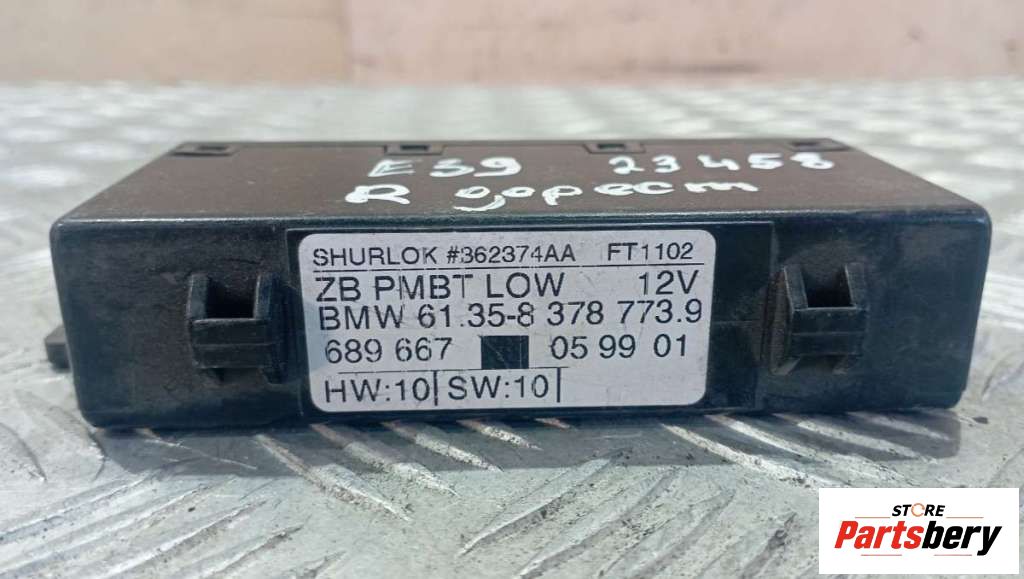 E39 23458
R дорест
SHURLOK #362374AA FT1102
ZB PMBT LOW 12V
BMW 61.35-8 378 773.9
689 667 05 99 01
HW:10 SW:10
STORE
Partsbery